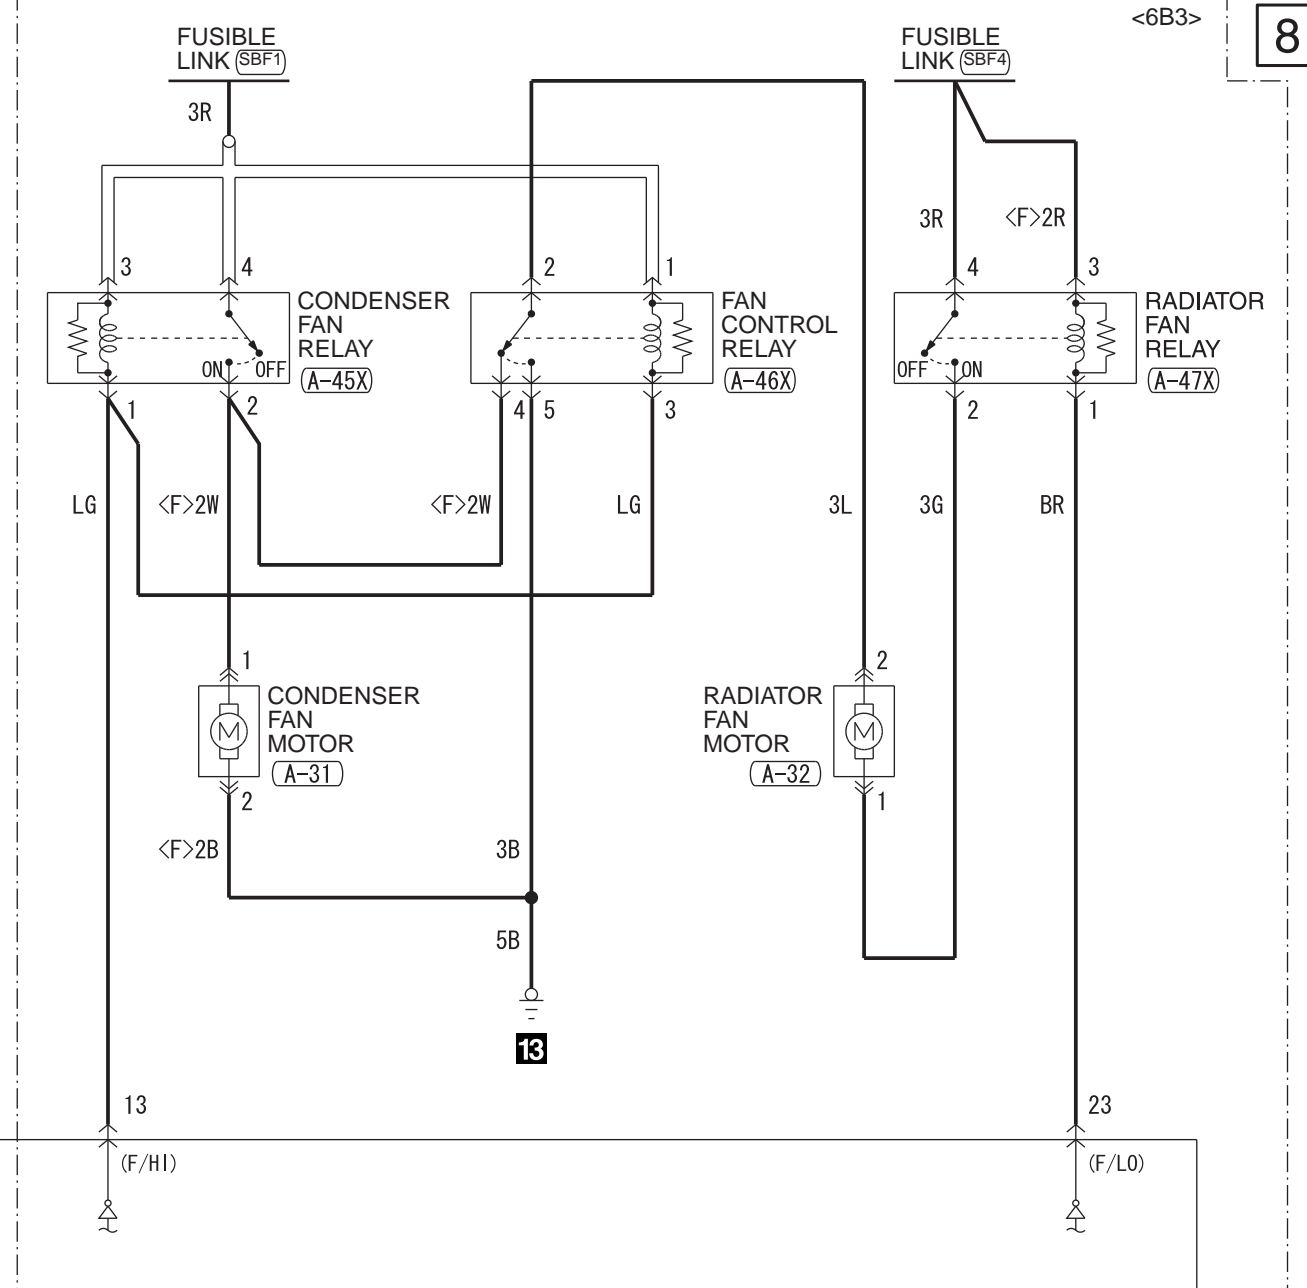 <6B3>
8
FUSIBLE
LINK SBF1
FUSIBLE
LINK SBF4
3R
3R
<F>2R
3
4
2
1
4
3
CONDENSER
FAN
RELAY
A-45X
ON
OFF
FAN
CONTROL
RELAY
A-46X
OFF
ON
RADIATOR
FAN
RELAY
A-47X
1
2
4
5
3
2
1
LG
<F>2W
<F>2W
LG
3L
3G
BR
1
CONDENSER
FAN
MOTOR
A-31
M
2
2
RADIATOR
FAN
MOTOR
A-32
M
1
<F>2B
3B
5B
13
13
(F/HI)
23
(F/LO)